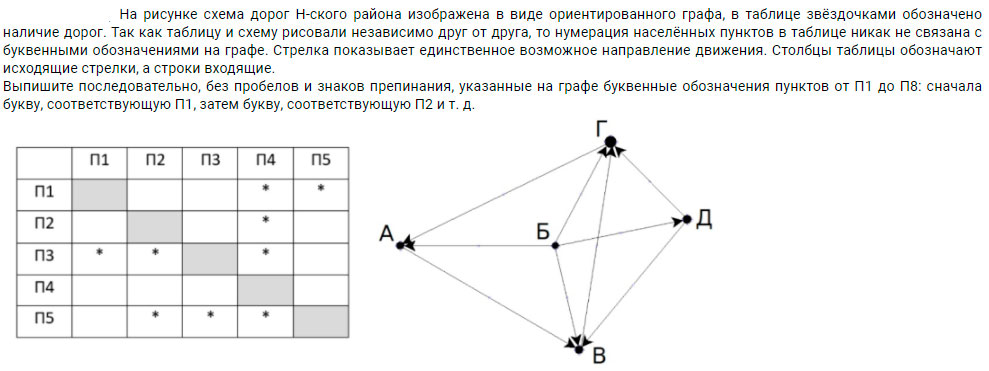 На рисунке схема дорог Н-ского района изображена в виде ориентированного графа, в таблице звёздочками обозначено
наличие дорог. Так как таблицу и схему рисовали независимо друг от друга, то нумерация населённых пунктов в таблице никак не связана с
буквенными обозначениями на графе. Стрелка показывает единственное возможное направление движения. Столбцы таблицы обозначают
исходящие стрелки, а строки входящие.
Выпишите последовательно, без пробелов и знаков препинания, указанные на графе буквенные обозначения пунктов от П1 до П8: сначала
букву, соответствующую П1, затем букву, соответствующую П2 и т. д.
П1 П2 П3 П4 П5
П1 * *
П2 *
П3 * * *
П4
П5 * * *
Г
А
Б
Д
В